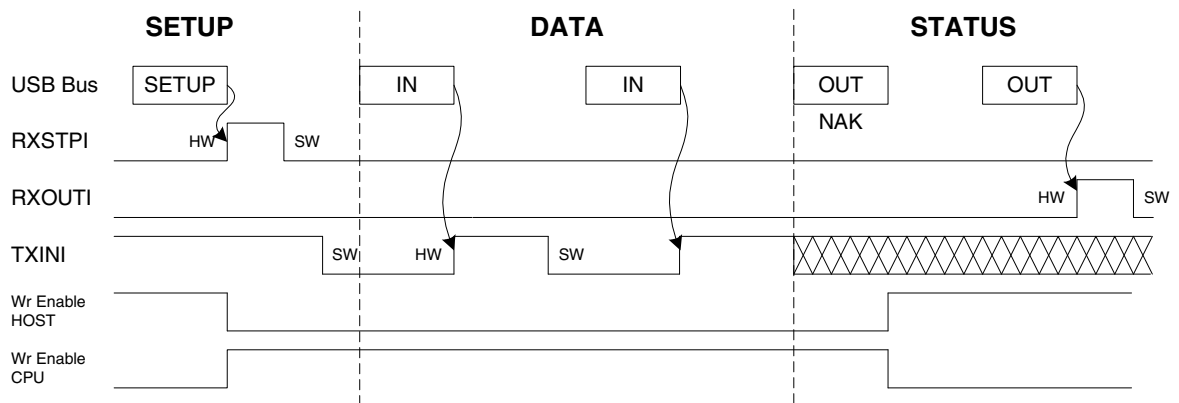 SETUP DATA STATUS
USB Bus SETUP IN IN OUT OUT
NAK
RXSTPI HW SW
RXOUTI HW SW
TXINI SW HW SW
Wr Enable
HOST
Wr Enable
CPU